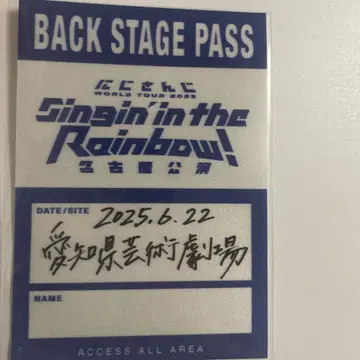 BACK STAGE PASS
にじさんじ
WORLD TOUR 2025
Singin' in the
Rainbow!
名古屋公演
DATE/SITE
2025.6.22
愛知県芸術劇場
NAME
ACCESS ALL AREA